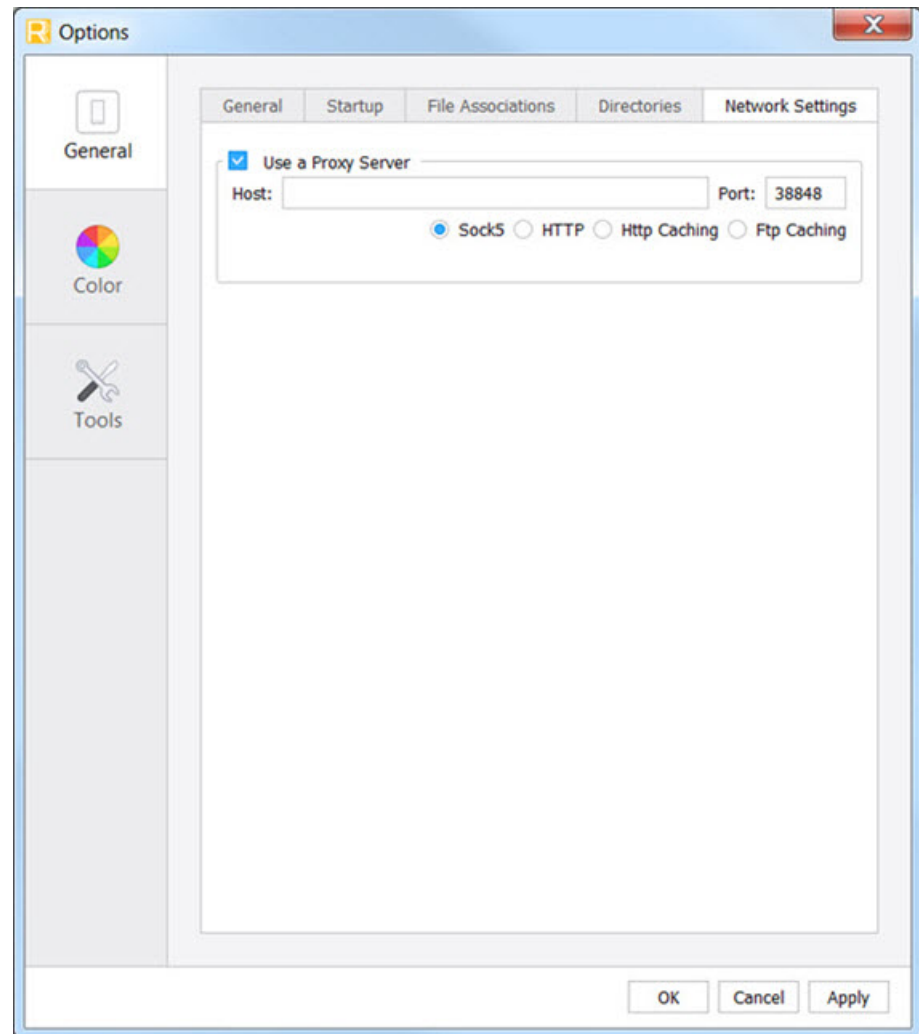 Options
General
Color
Tools
General Startup File Associations Directories Network Settings
Use a Proxy Server
Host: Port: 38848
Sock5 HTTP Http Caching Ftp Caching
OK Cancel Apply